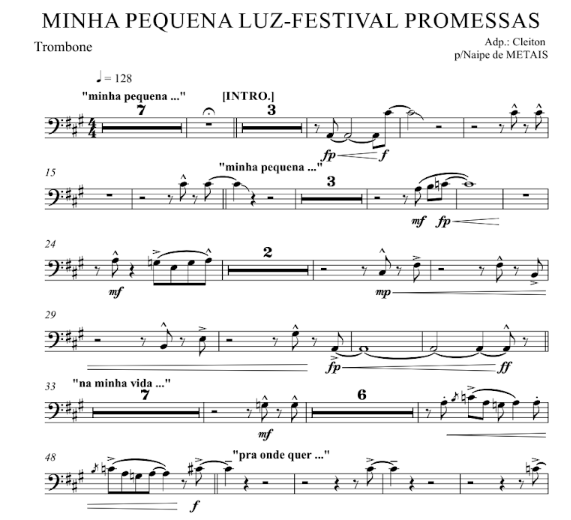 MINHA PEQUENA LUZ-FESTIVAL PROMESSAS
Trombone
Adp.: Cleiton
p/Naipe de METAIS
♩ = 128
"minha pequena ..."
[INTRO.]
7
3
fp
f
15
"minha pequena ..."
3
mf
fp
24
2
mf
mp
29
fp
ff
33
"na minha vida ..."
7
6
mf
48
"pra onde quer ..."
f